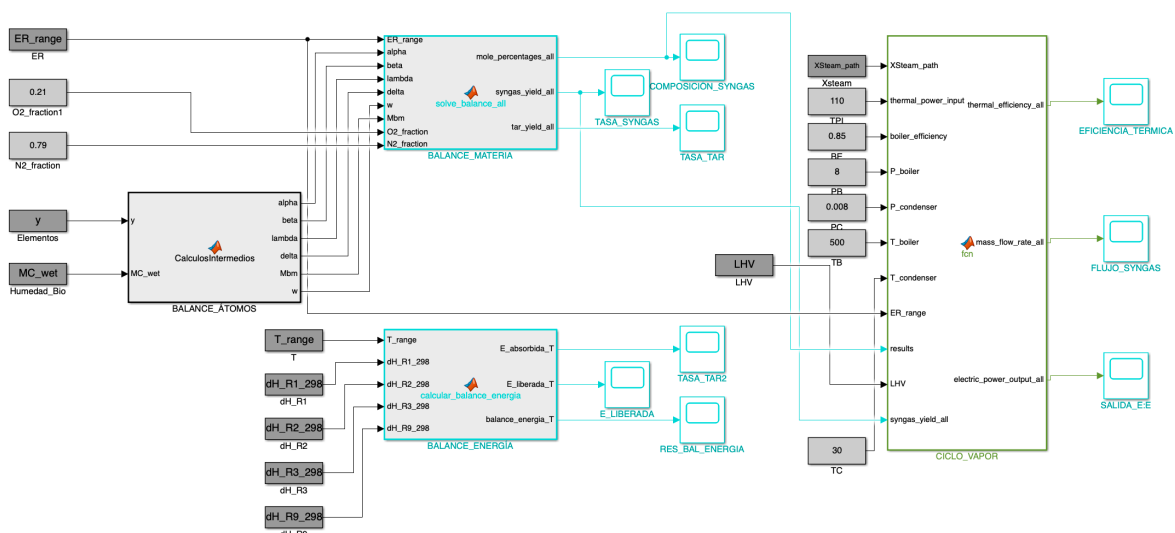 ER_range
ER
0.21
O2_fraction1
0.79
N2_fraction
y
Elementos
MC_wet
Humedad_Bio
y
MC_wet
CalculosIntermedios
alpha
beta
lambda
delta
Mbm
w
BALANCE_ÁTOMOS
ER_range
alpha
beta
lambda
delta
w
Mbm
O2_fraction
N2_fraction
solve_balance_all
mole_percentages_all
syngas_yield_all
tar_yield_all
BALANCE_MATERIA
COMPOSICION_SYNGAS
TASA_SYNGAS
TASA_TAR
T_range
T
dH_R1_298
dH_R1
dH_R2_298
dH_R2
dH_R3_298
dH_R3
dH_R9_298
T_range
dH_R1_298
dH_R2_298
dH_R3_298
dH_R9_298
calcular_balance_energia
E_absorbida_T
E_liberada_T
balance_energia_T
BALANCE_ENERGÍA
TASA_TAR2
E_LIBERADA
RES_BAL_ENERGIA
LHV
LHV
XSteam_path
Xsteam
110
TPI
0.85
BE
8
PB
0.008
PC
500
TB
30
TC
XSteam_path
thermal_power_input
boiler_efficiency
P_boiler
P_condenser
T_boiler
T_condenser
ER_range
results
LHV
syngas_yield_all
fcn
thermal_efficiency_all
mass_flow_rate_all
electric_power_output_all
CICLO_VAPOR
EFICIENCIA_TERMICA
FLUJO_SYNGAS
SALIDA_E:E